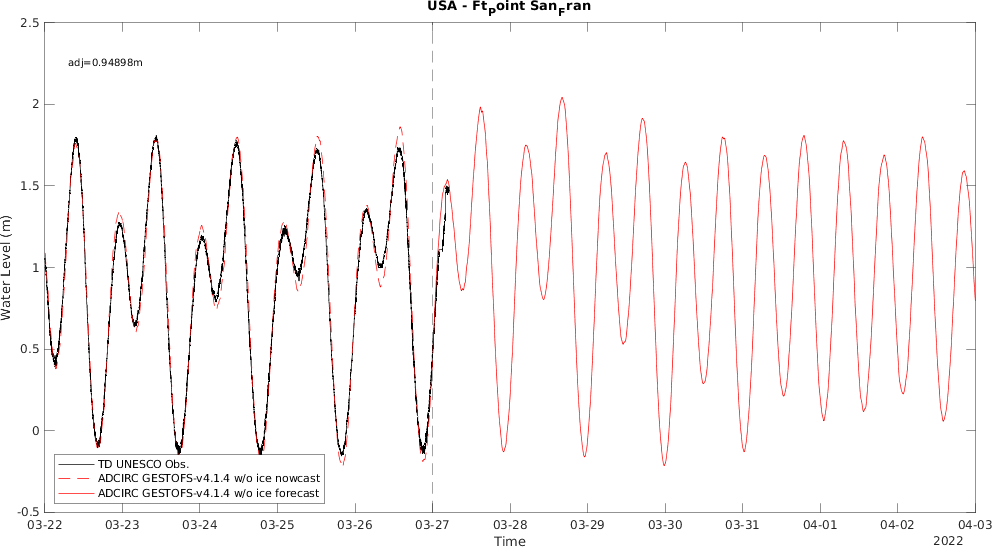 USA - Ft_Point San_Fran
adj=0.94898m
Water Level (m)
2.5
2
1.5
1
0.5
0
-0.5
TD UNESCO Obs.
ADCIRC GESTOFS-v4.1.4 w/o ice nowcast
ADCIRC GESTOFS-v4.1.4 w/o ice forecast
03-22 03-23 03-24 03-25 03-26 03-27 03-28 03-29 03-30 03-31 04-01 04-02 04-03
Time
2022